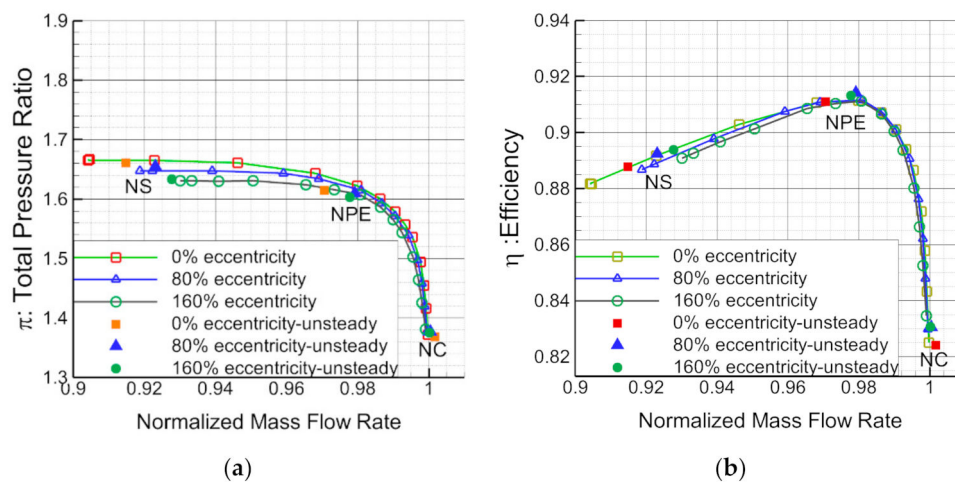 1.9
1.8
1.7
1.6
1.5
1.4
1.3
π: Total Pressure Ratio
NS
NPE
NC
0% eccentricity
80% eccentricity
160% eccentricity
0% eccentricity-unsteady
80% eccentricity-unsteady
160% eccentricity-unsteady
0.9 0.92 0.94 0.96 0.98 1
Normalized Mass Flow Rate
(a)
0.94
0.92
0.9
0.88
0.86
0.84
0.82
η :Efficiency
NPE
NS
NC
0% eccentricity
80% eccentricity
160% eccentricity
0% eccentricity-unsteady
80% eccentricity-unsteady
160% eccentricity-unsteady
0.9 0.92 0.94 0.96 0.98 1
Normalized Mass Flow Rate
(b)